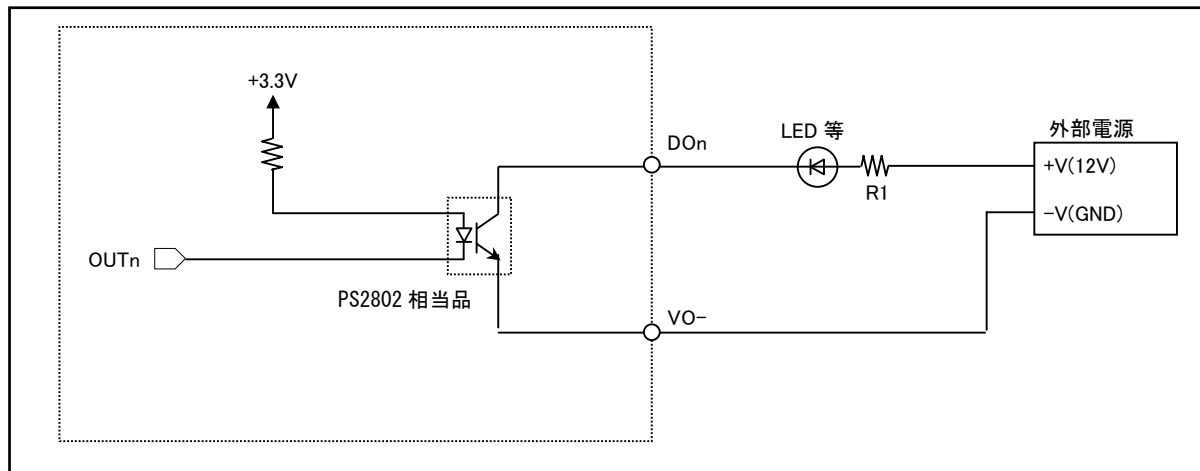 +3.3V
OUTn
PS2802 相当品
DOn
VO-
LED 等
R1
外部電源
+V(12V)
-V(GND)